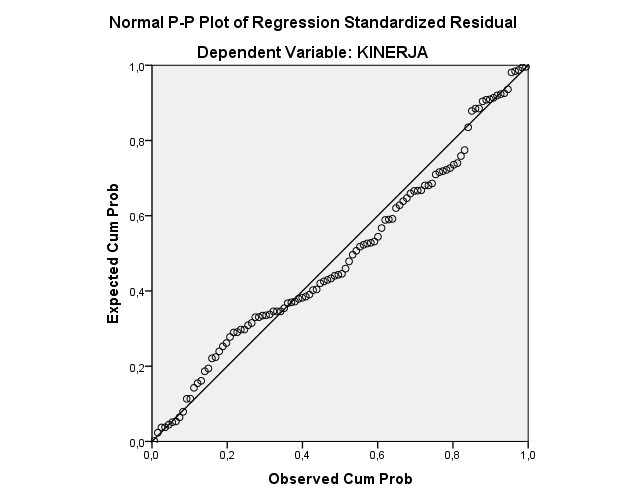 Normal P-P Plot of Regression Standardized Residual
Dependent Variable: KINERJA
1,0
0,8
0,6
0,4
0,2
0,0
Expected Cum Prob
0,0 0,2 0,4 0,6 0,8 1,0
Observed Cum Prob